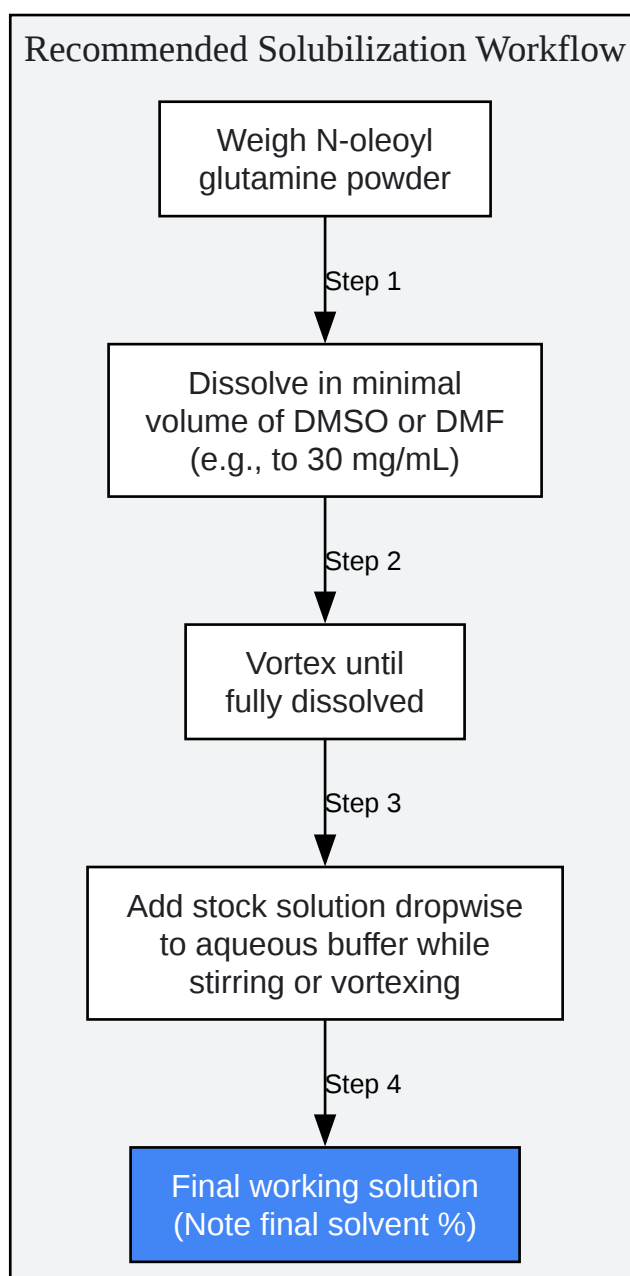 Recommended Solubilization Workflow
Weigh N-oleoyl
glutamine powder
Step 1
Dissolve in minimal
volume of DMSO or DMF
(e.g., to 30 mg/mL)
Step 2
Vortex until
fully dissolved
Step 3
Add stock solution dropwise
to aqueous buffer while
stirring or vortexing
Step 4
Final working solution
(Note final solvent %)